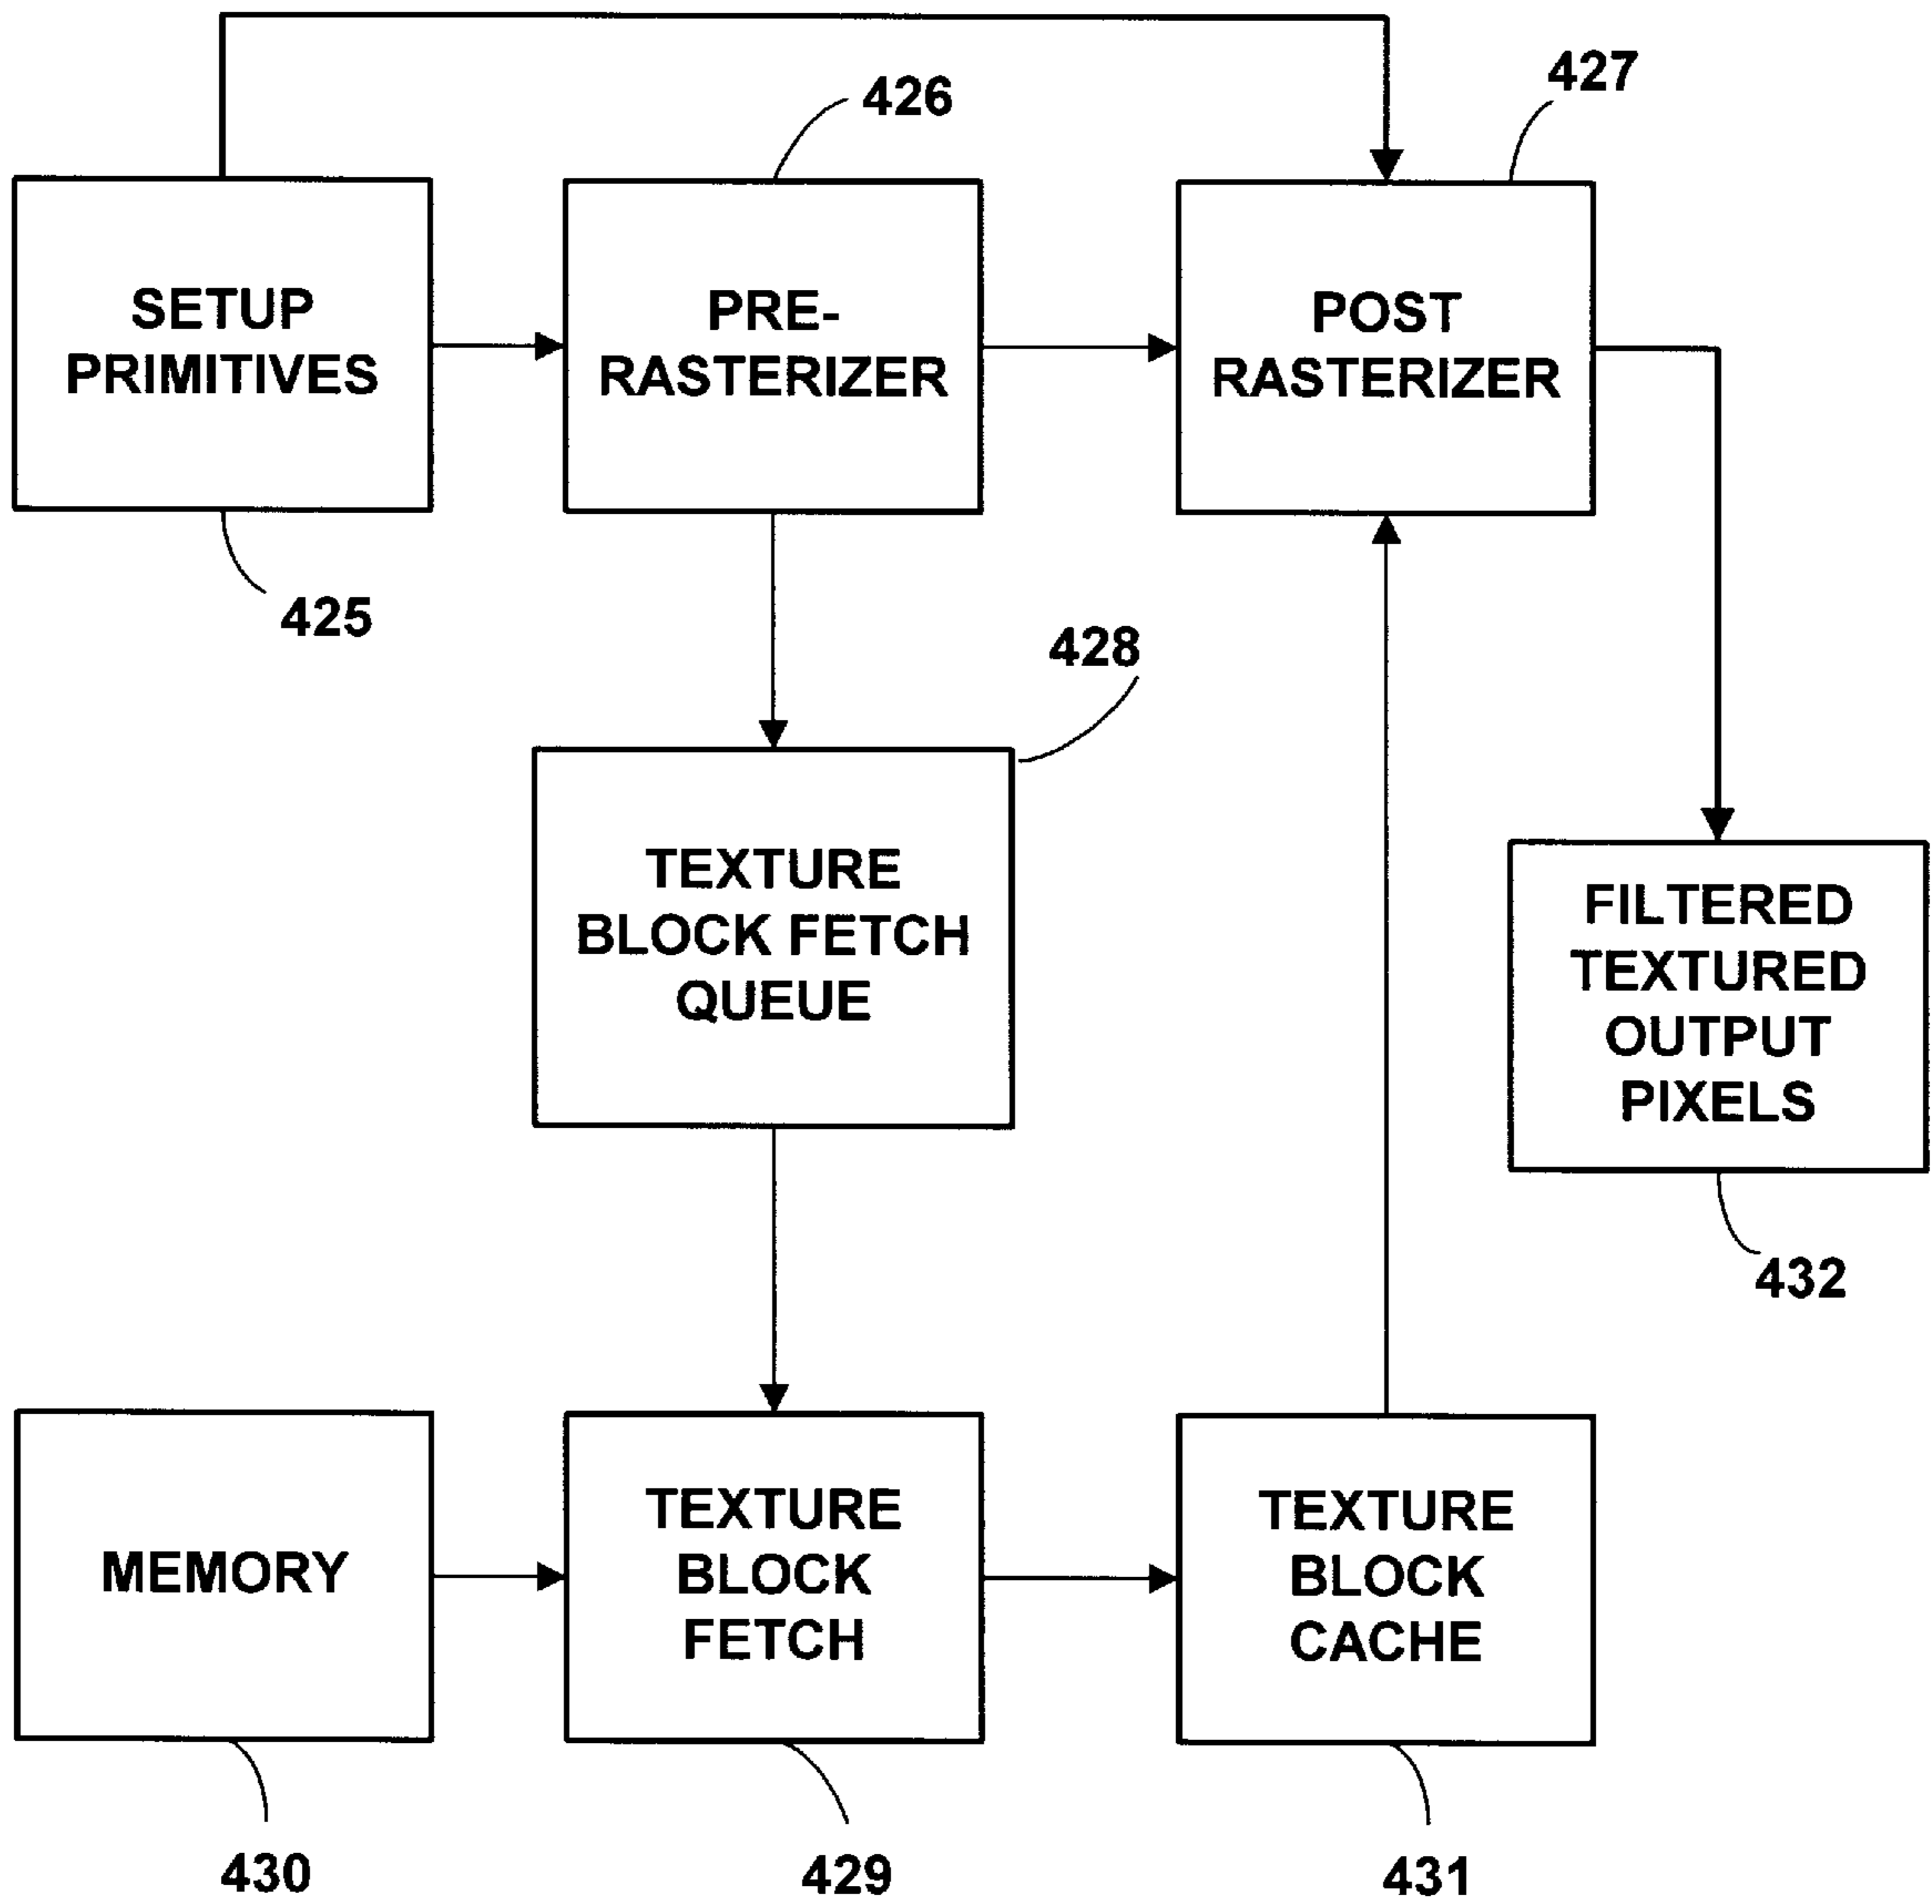 426
427
SETUP
PRIMITIVES
PRE-
RASTERIZER
POST
RASTERIZER
425
428
TEXTURE
BLOCK FETCH
QUEUE
FILTERED
TEXTURED
OUTPUT
PIXELS
432
MEMORY
TEXTURE
BLOCK
FETCH
TEXTURE
BLOCK
CACHE
430
429
431